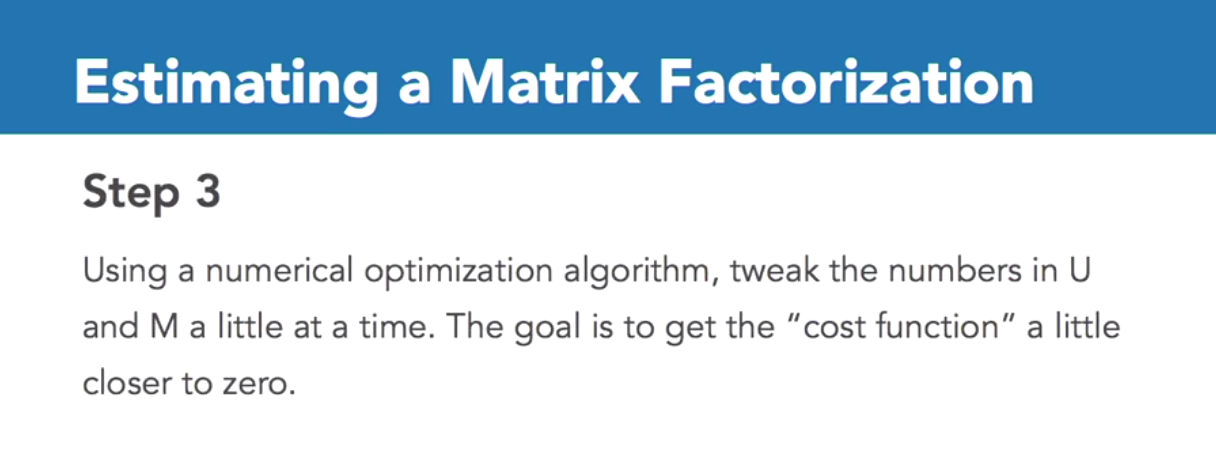 Estimating a Matrix Factorization
Step 3
Using a numerical optimization algorithm, tweak the numbers in U
and M a little at a time. The goal is to get the “cost function” a little
closer to zero.